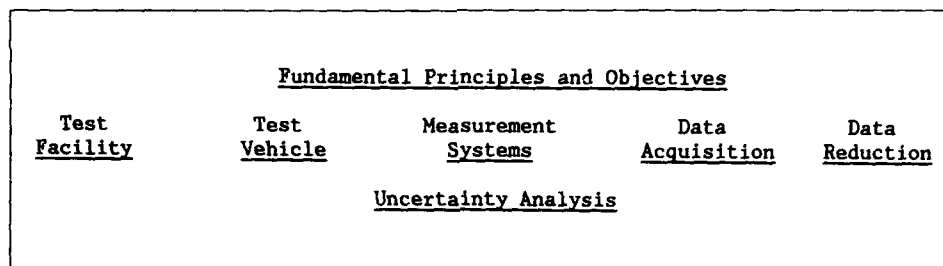 Fundamental Principles and Objectives
Test Test Measurement Data Data
Facility Vehicle Systems Acquisition Reduction
Uncertainty Analysis